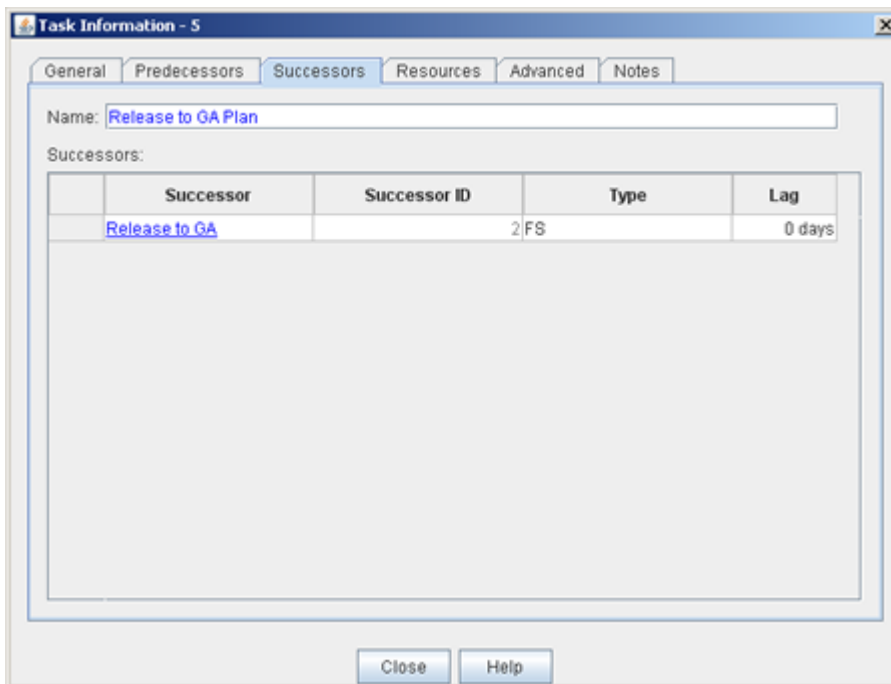 Task Information - 5
General Predecessors Successors Resources Advanced Notes
Name: Release to GA Plan
Successors:
Successor Successor ID Type Lag
Release to GA 2 FS 0 days
Close Help